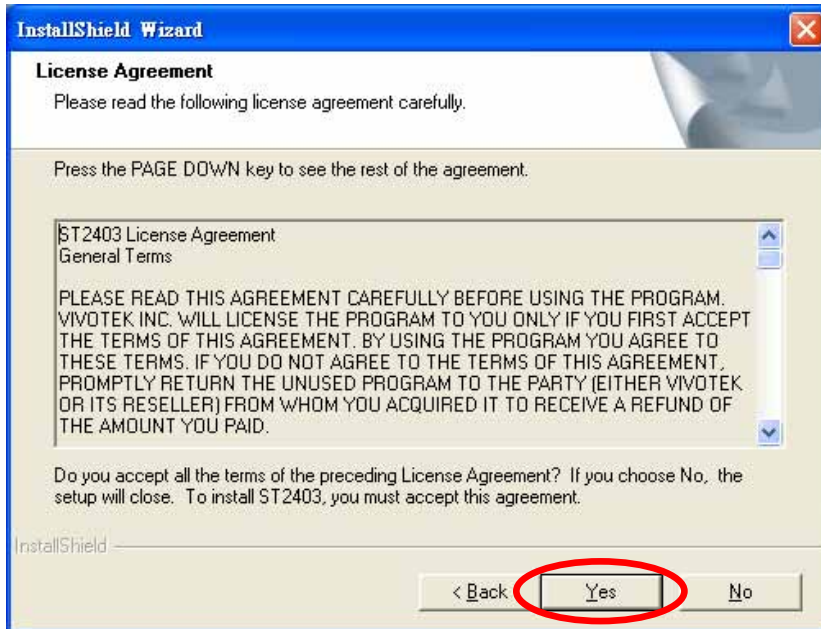 InstallShield Wizard
License Agreement
Please read the following license agreement carefully.
Press the PAGE DOWN key to see the rest of the agreement.
ST2403 License Agreement
General Terms
PLEASE READ THIS AGREEMENT CAREFULLY BEFORE USING THE PROGRAM.
VIVOTEK INC. WILL LICENSE THE PROGRAM TO YOU ONLY IF YOU FIRST ACCEPT
THE TERMS OF THIS AGREEMENT. BY USING THE PROGRAM YOU AGREE TO
THESE TERMS. IF YOU DO NOT AGREE TO THE TERMS OF THIS AGREEMENT,
PROMPTLY RETURN THE UNUSED PROGRAM TO THE PARTY (EITHER VIVOTEK
OR ITS RESELLER) FROM WHOM YOU ACQUIRED IT TO RECEIVE A REFUND OF
THE AMOUNT YOU PAID.
Do you accept all the terms of the preceding License Agreement? If you choose No, the
setup will close. To install ST2403, you must accept this agreement.
InstallShield
< Back Yes No